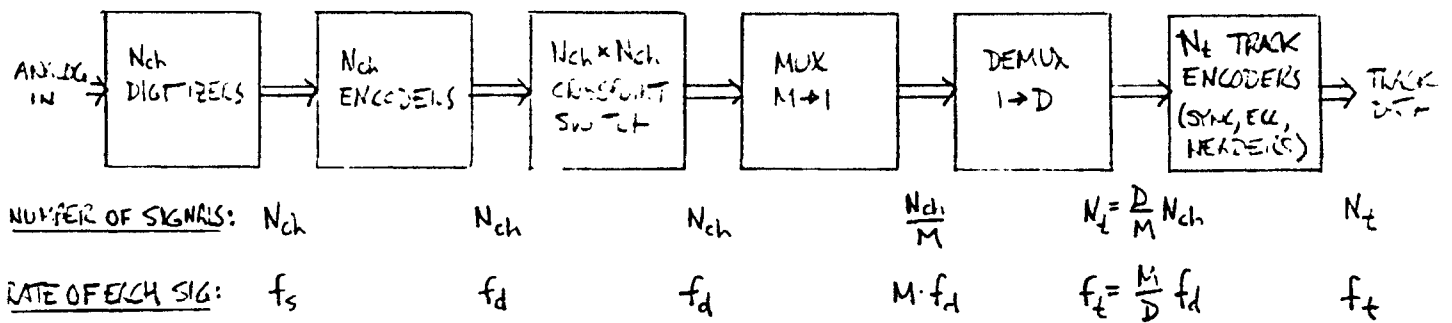 ANALOG
IN
Nch
DIGITIZERS
Nch
ENCODERS
Nch × Nch
CROSSPOINT
SWITCH
MUX
M→1
DEMUX
1→D
Nt TRACK
ENCODERS
(SYNC, ECC,
HEADERS)
TRACK
NUMBER OF SIGNALS: Nch Nch Nch Nch/M Nt = D/M Nch Nt
RATE OF EACH SIG: fs fd fd M·fd ft = M/D fd ft